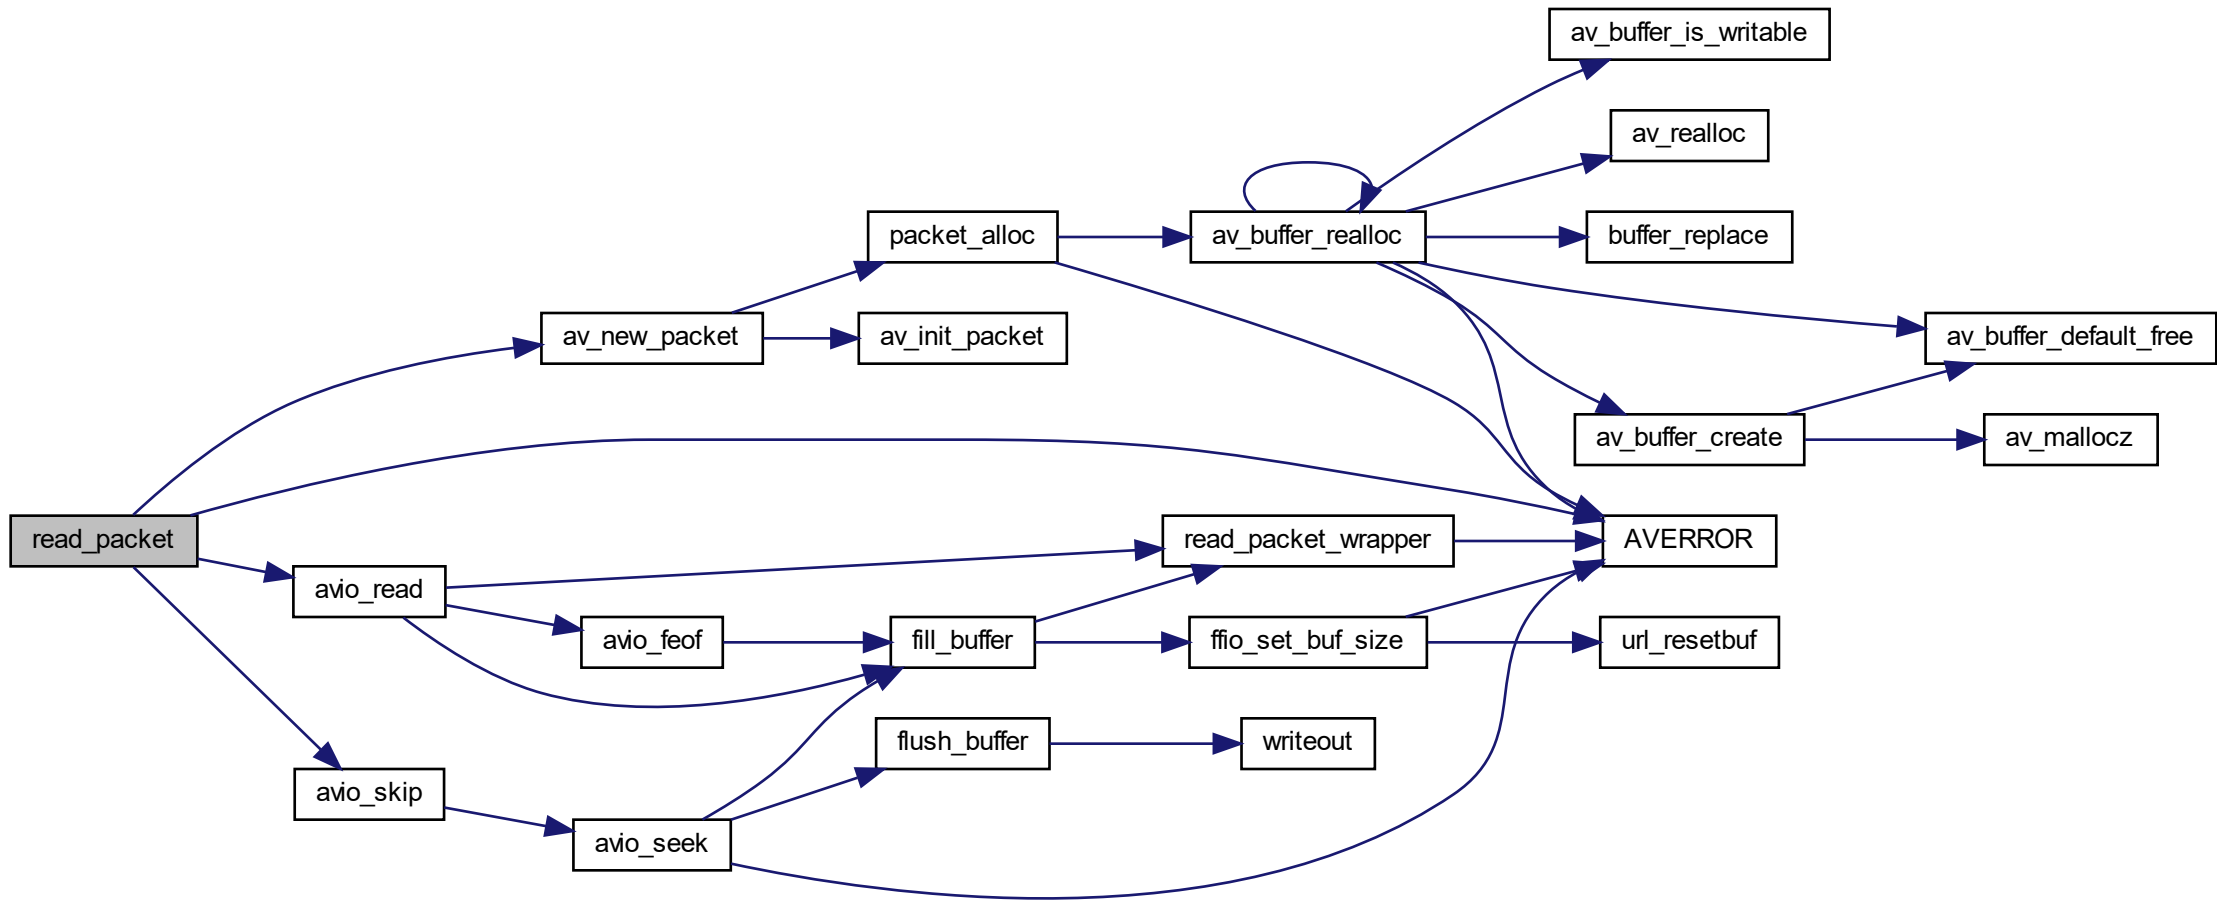 av_buffer_is_writable
av_realloc
packet_alloc
av_buffer_realloc
buffer_replace
av_new_packet
av_init_packet
av_buffer_default_free
av_buffer_create
av_mallocz
read_packet
read_packet_wrapper
AVERROR
avio_read
avio_feof
fill_buffer
ffio_set_buf_size
url_resetbuf
flush_buffer
writeout
avio_skip
avio_seek